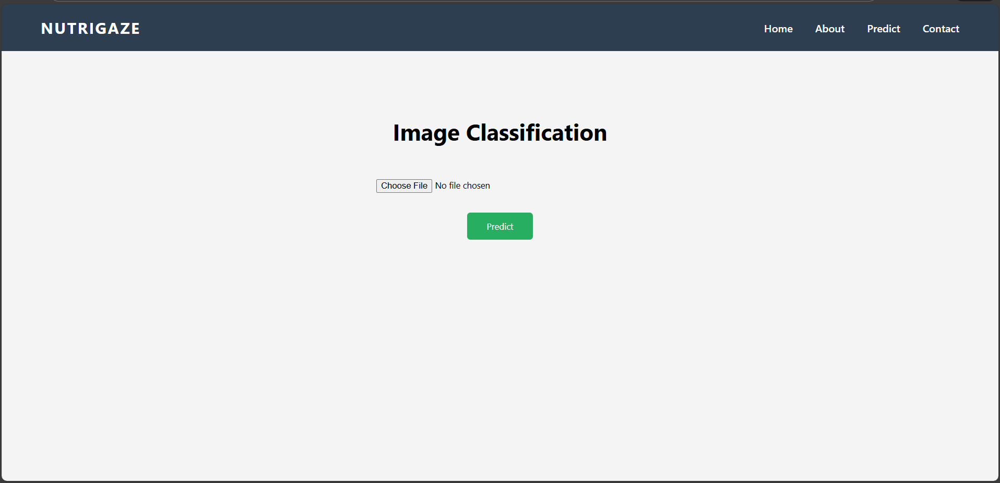 NUTRIGAZE
Home About Predict Contact
Image Classification
Choose File No file chosen
Predict